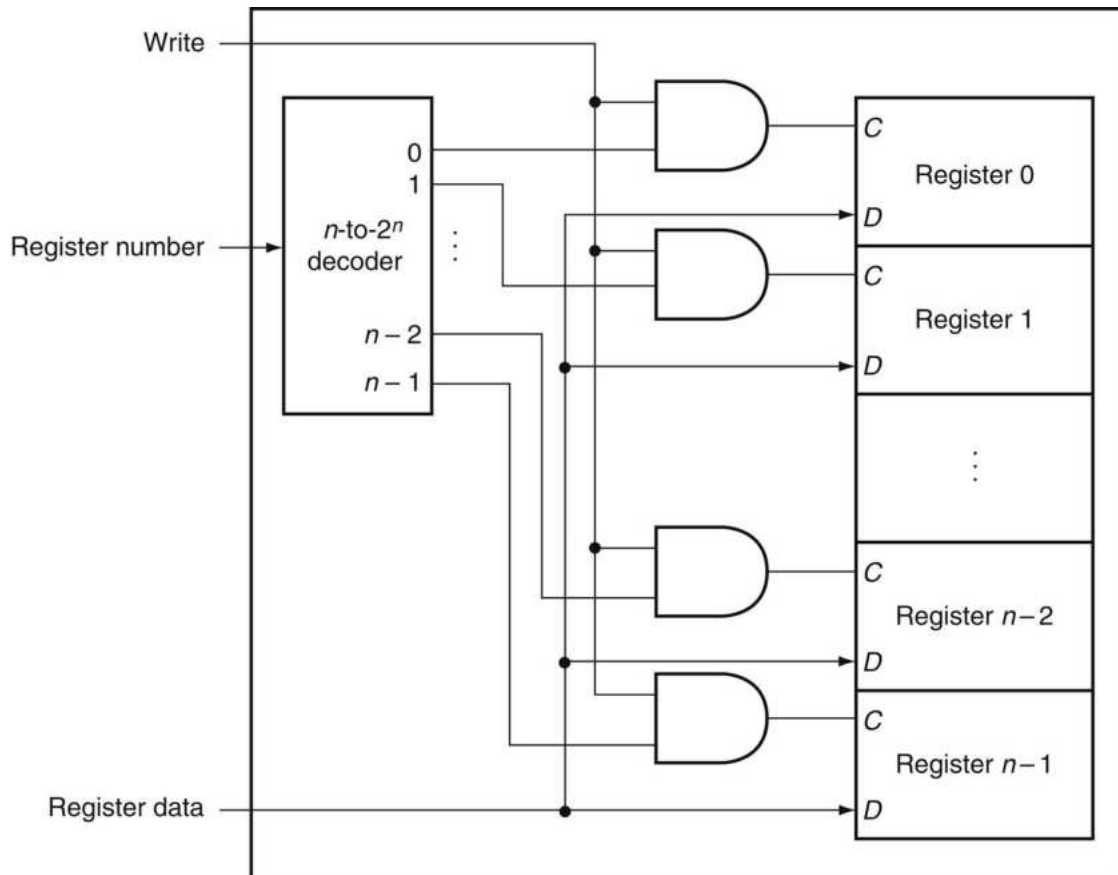 Write
C
0
Register 0
1
D
Register number
n-to-2ⁿ
decoder
⋮
C
Register 1
n – 2
D
n – 1
⋮
C
Register n – 2
D
C
Register n – 1
Register data
D